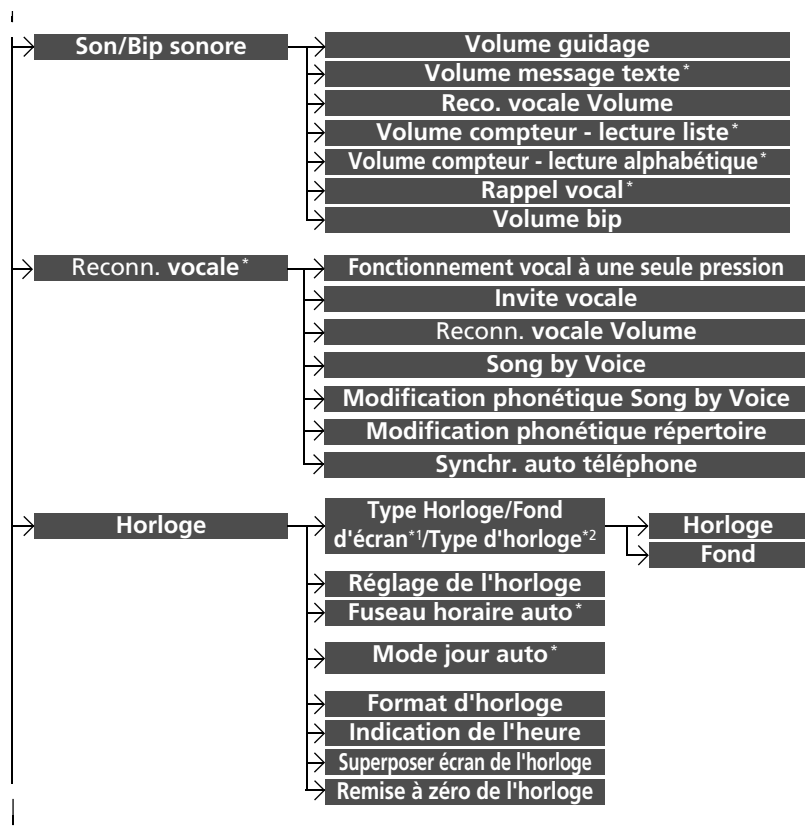 Son/Bip sonore
Volume guidage
Volume message texte*
Reco. vocale Volume
Volume compteur - lecture liste*
Volume compteur - lecture alphabétique*
Rappel vocal*
Volume bip
Reconn. vocale*
Fonctionnement vocal à une seule pression
Invite vocale
Reconn. vocale Volume
Song by Voice
Modification phonétique Song by Voice
Modification phonétique répertoire
Synchr. auto téléphone
Horloge
Type Horloge/Fond
d'écran*1/Type d'horloge*2
Horloge
Fond
Réglage de l'horloge
Fuseau horaire auto*
Mode jour auto*
Format d'horloge
Indication de l'heure
Superposer écran de l'horloge
Remise à zéro de l'horloge